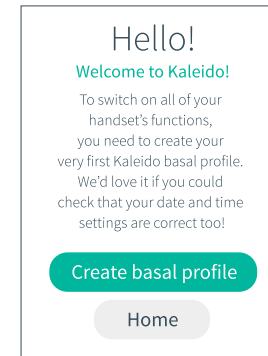 Hello!
Welcome to Kaleido!
To switch on all of your
handset's functions,
you need to create your
very first Kaleido basal profile.
We'd love it if you could
check that your date and time
settings are correct too!
Create basal profile
Home